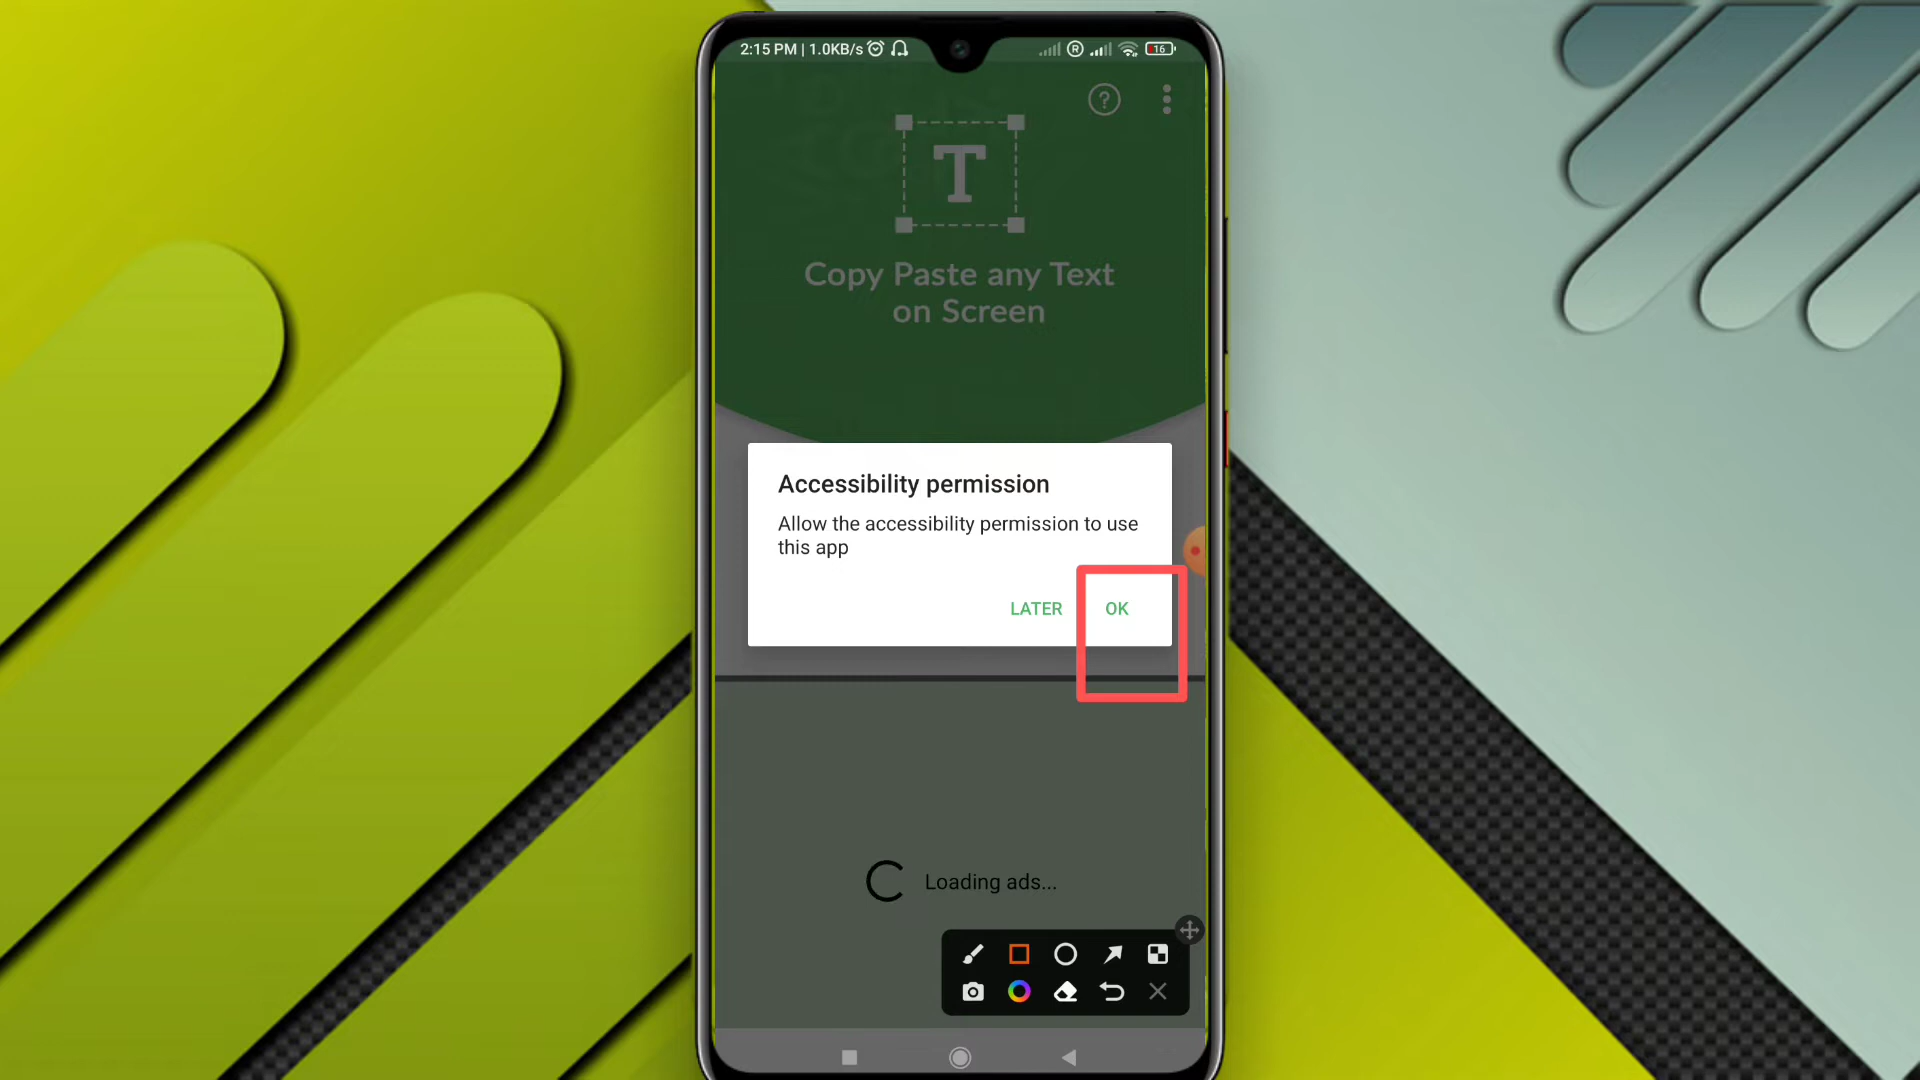 2:15 PM | 1.0KB/s
R
16
?
T
Copy Paste any Text
on Screen
Accessibility permission
Allow the accessibility permission to use
this app
LATER OK
Loading ads...